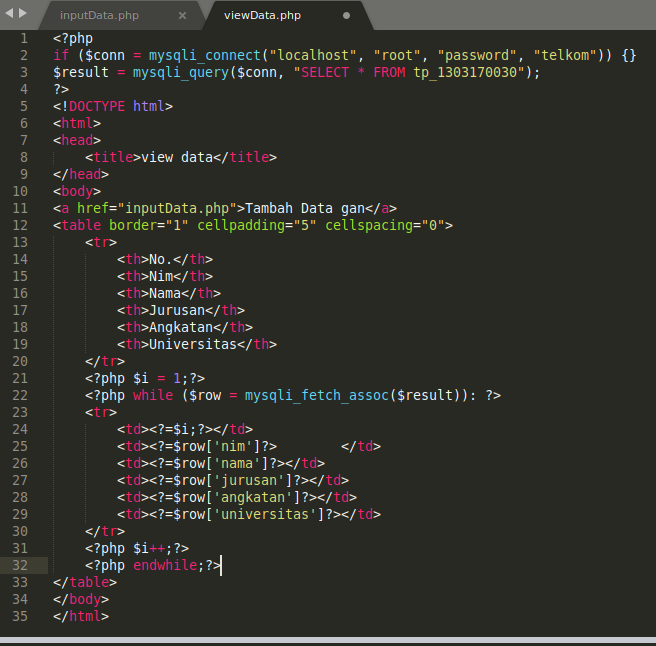 inputData.php × viewData.php
1 <?php
2 if ($conn = mysqli_connect("localhost", "root", "password", "telkom")) {}
3 $result = mysqli_query($conn, "SELECT * FROM tp_1303170030");
4 ?>
5 <!DOCTYPE html>
6 <html>
7 <head>
8     <title>view data</title>
9 </head>
10 <body>
11 <a href="inputData.php">Tambah Data gan</a>
12 <table border="1" cellpadding="5" cellspacing="0">
13     <tr>
14         <th>No.</th>
15         <th>Nim</th>
16         <th>Nama</th>
17         <th>Jurusan</th>
18         <th>Angkatan</th>
19         <th>Universitas</th>
20     </tr>
21     <?php $i = 1;?>
22     <?php while ($row = mysqli_fetch_assoc($result)): ?>
23     <tr>
24         <td><?=$i;?></td>
25         <td><?=$row['nim']?>        </td>
26         <td><?=$row['nama']?></td>
27         <td><?=$row['jurusan']?></td>
28         <td><?=$row['angkatan']?></td>
29         <td><?=$row['universitas']?></td>
30     </tr>
31     <?php $i++;?>
32     <?php endwhile;?>
33 </table>
34 </body>
35 </html>